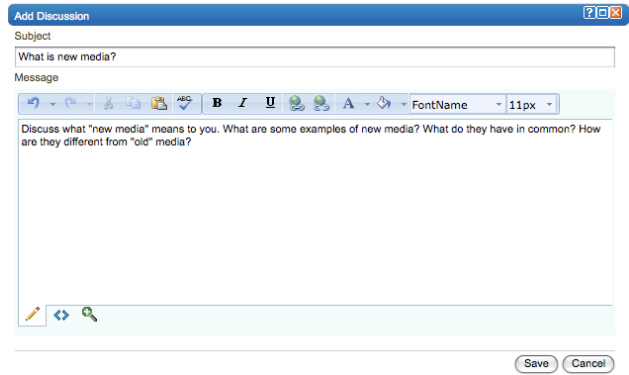 Add Discussion
Subject
What is new media?
Message
ABC B I U A FontName 11px
Discuss what "new media" means to you. What are some examples of new media? What do they have in common? How
are they different from "old" media?
Save Cancel